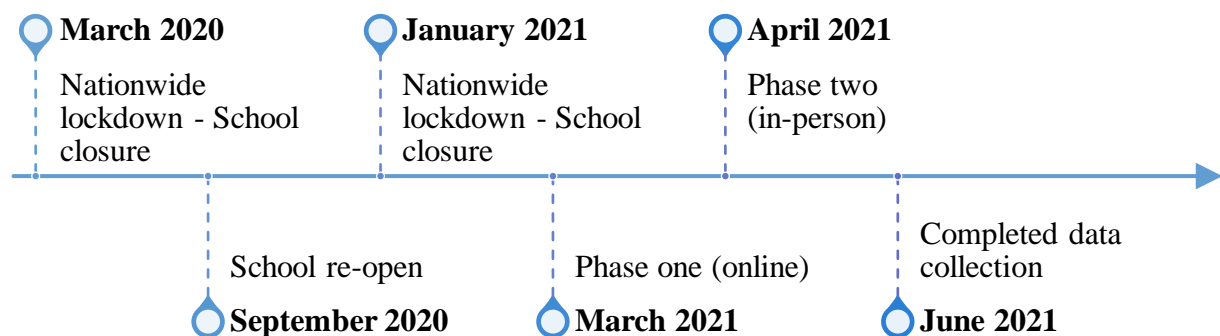 March 2020
Nationwide
lockdown - School
closure
School re-open
September 2020
January 2021
Nationwide
lockdown - School
closure
Phase one (online)
March 2021
April 2021
Phase two
(in-person)
Completed data
collection
June 2021